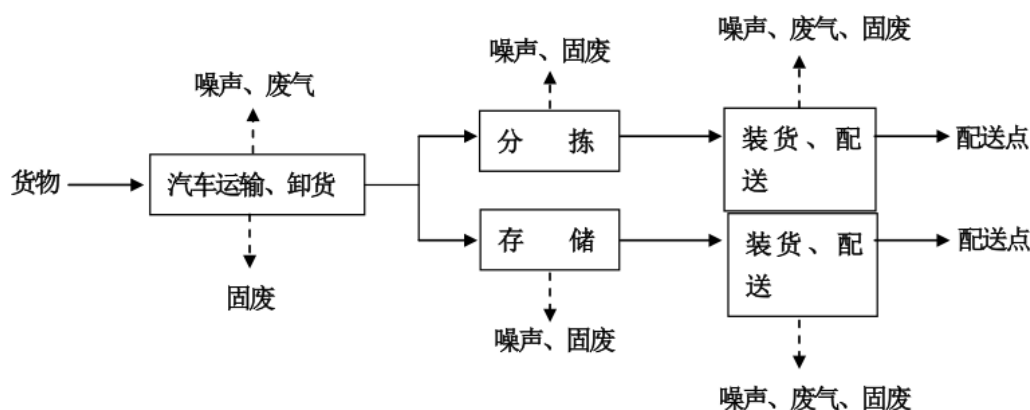 噪声、废气、固废
噪声、固废
噪声、废气
分 拣
装货、配
送
配送点
货物
汽车运输、卸货
存 储
装货、配
送
配送点
固废
噪声、固废
噪声、废气、固废